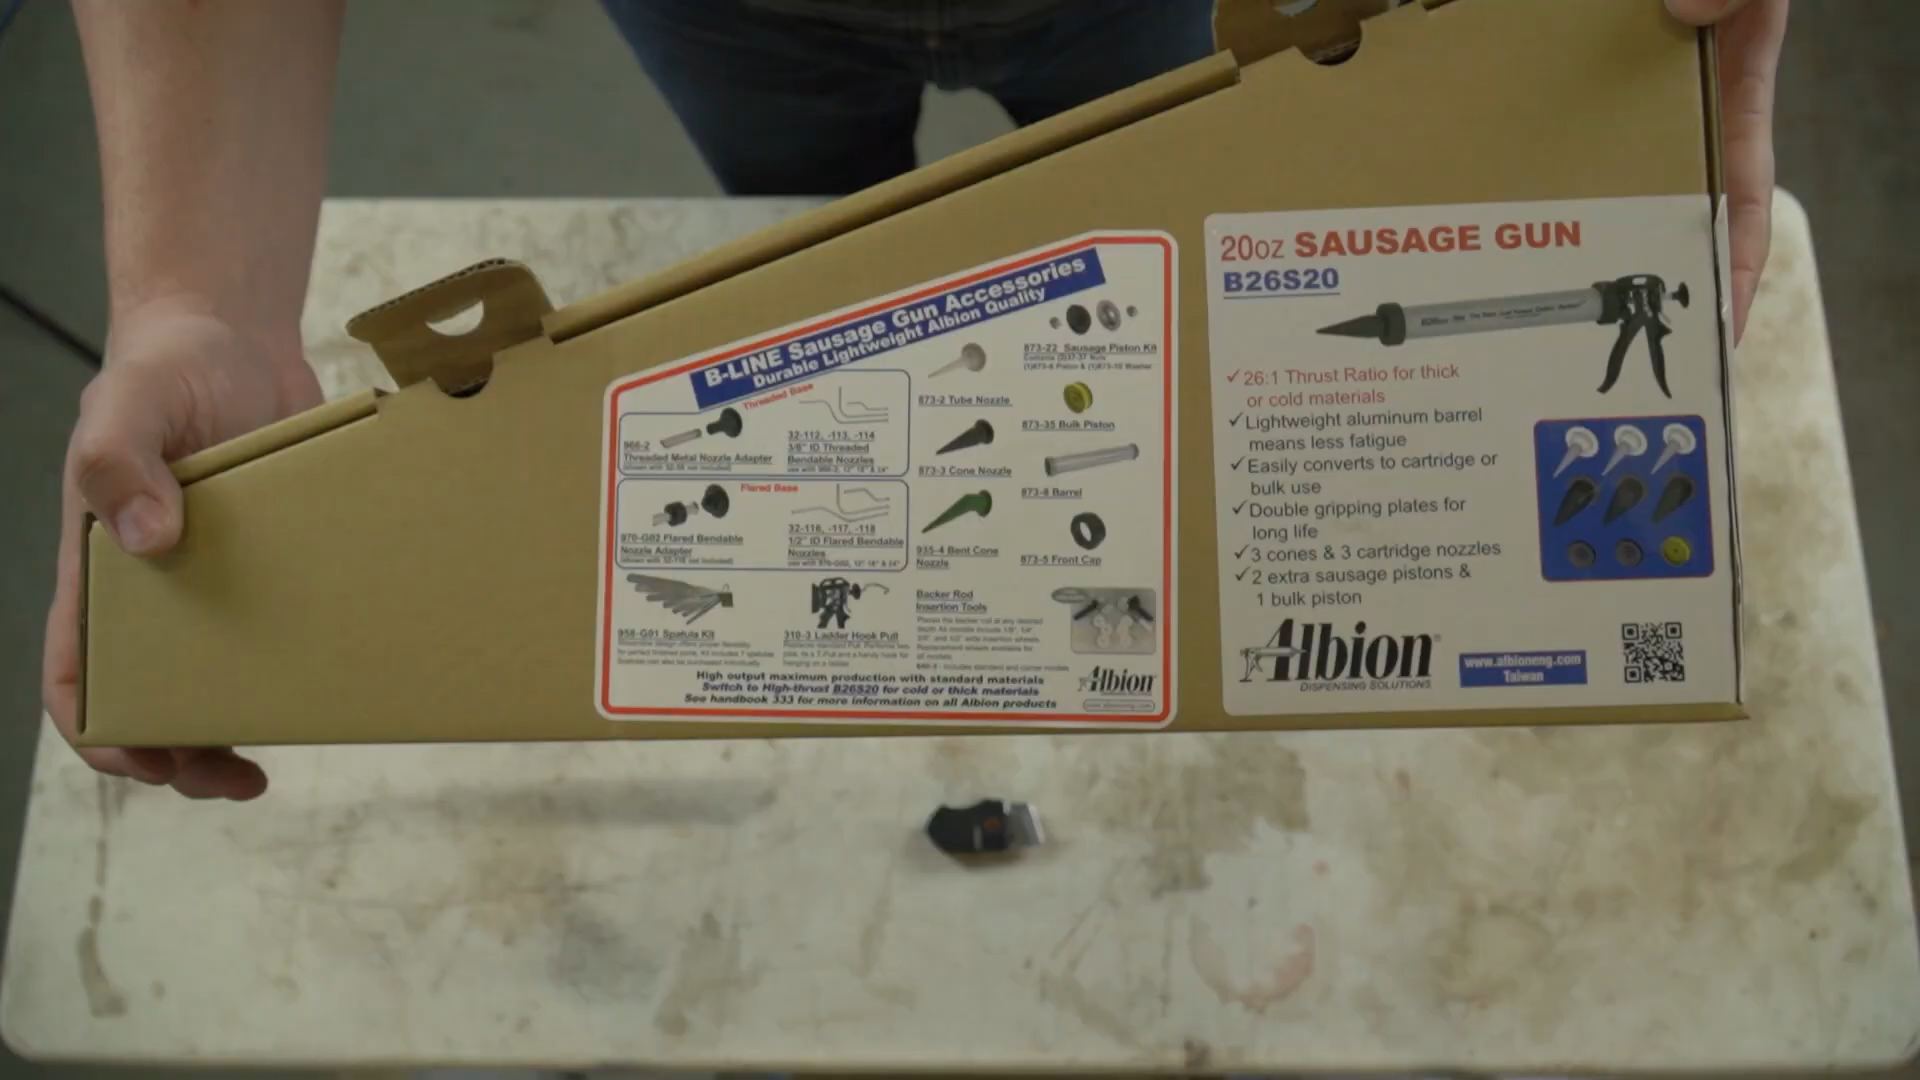 B-LINE Sausage Gun Accessories
Durable Lightweight Albion Quality
Threaded Base
966-2
Threaded Metal Nozzle Adapter
32-112, -113, -114
3/8" ID Threaded
Bendable Nozzles
Flared Base
970-G02 Flared Bendable
Nozzle Adapter
32-116, -117, -118
1/2" ID Flared Bendable
Nozzles
958-G01 Spatula Kit
310-3 Ladder Hook Pull
873-2 Tube Nozzle
873-3 Cone Nozzle
935-4 Bent Cone
Nozzle
Backer Rod
Insertion Tools
873-22 Sausage Piston Kit
873-35 Bulk Piston
873-8 Barrel
873-5 Front Cap
High output maximum production with standard materials
Switch to High-thrust B26S20 for cold or thick materials
See handbook 333 for more information on all Albion products
Albion
20oz SAUSAGE GUN
B26S20
✓26:1 Thrust Ratio for thick
or cold materials
✓Lightweight aluminum barrel
means less fatigue
✓Easily converts to cartridge or
bulk use
✓Double gripping plates for
long life
✓3 cones & 3 cartridge nozzles
✓2 extra sausage pistons &
1 bulk piston
Albion®
DISPENSING SOLUTIONS
www.albioneng.com
Taiwan